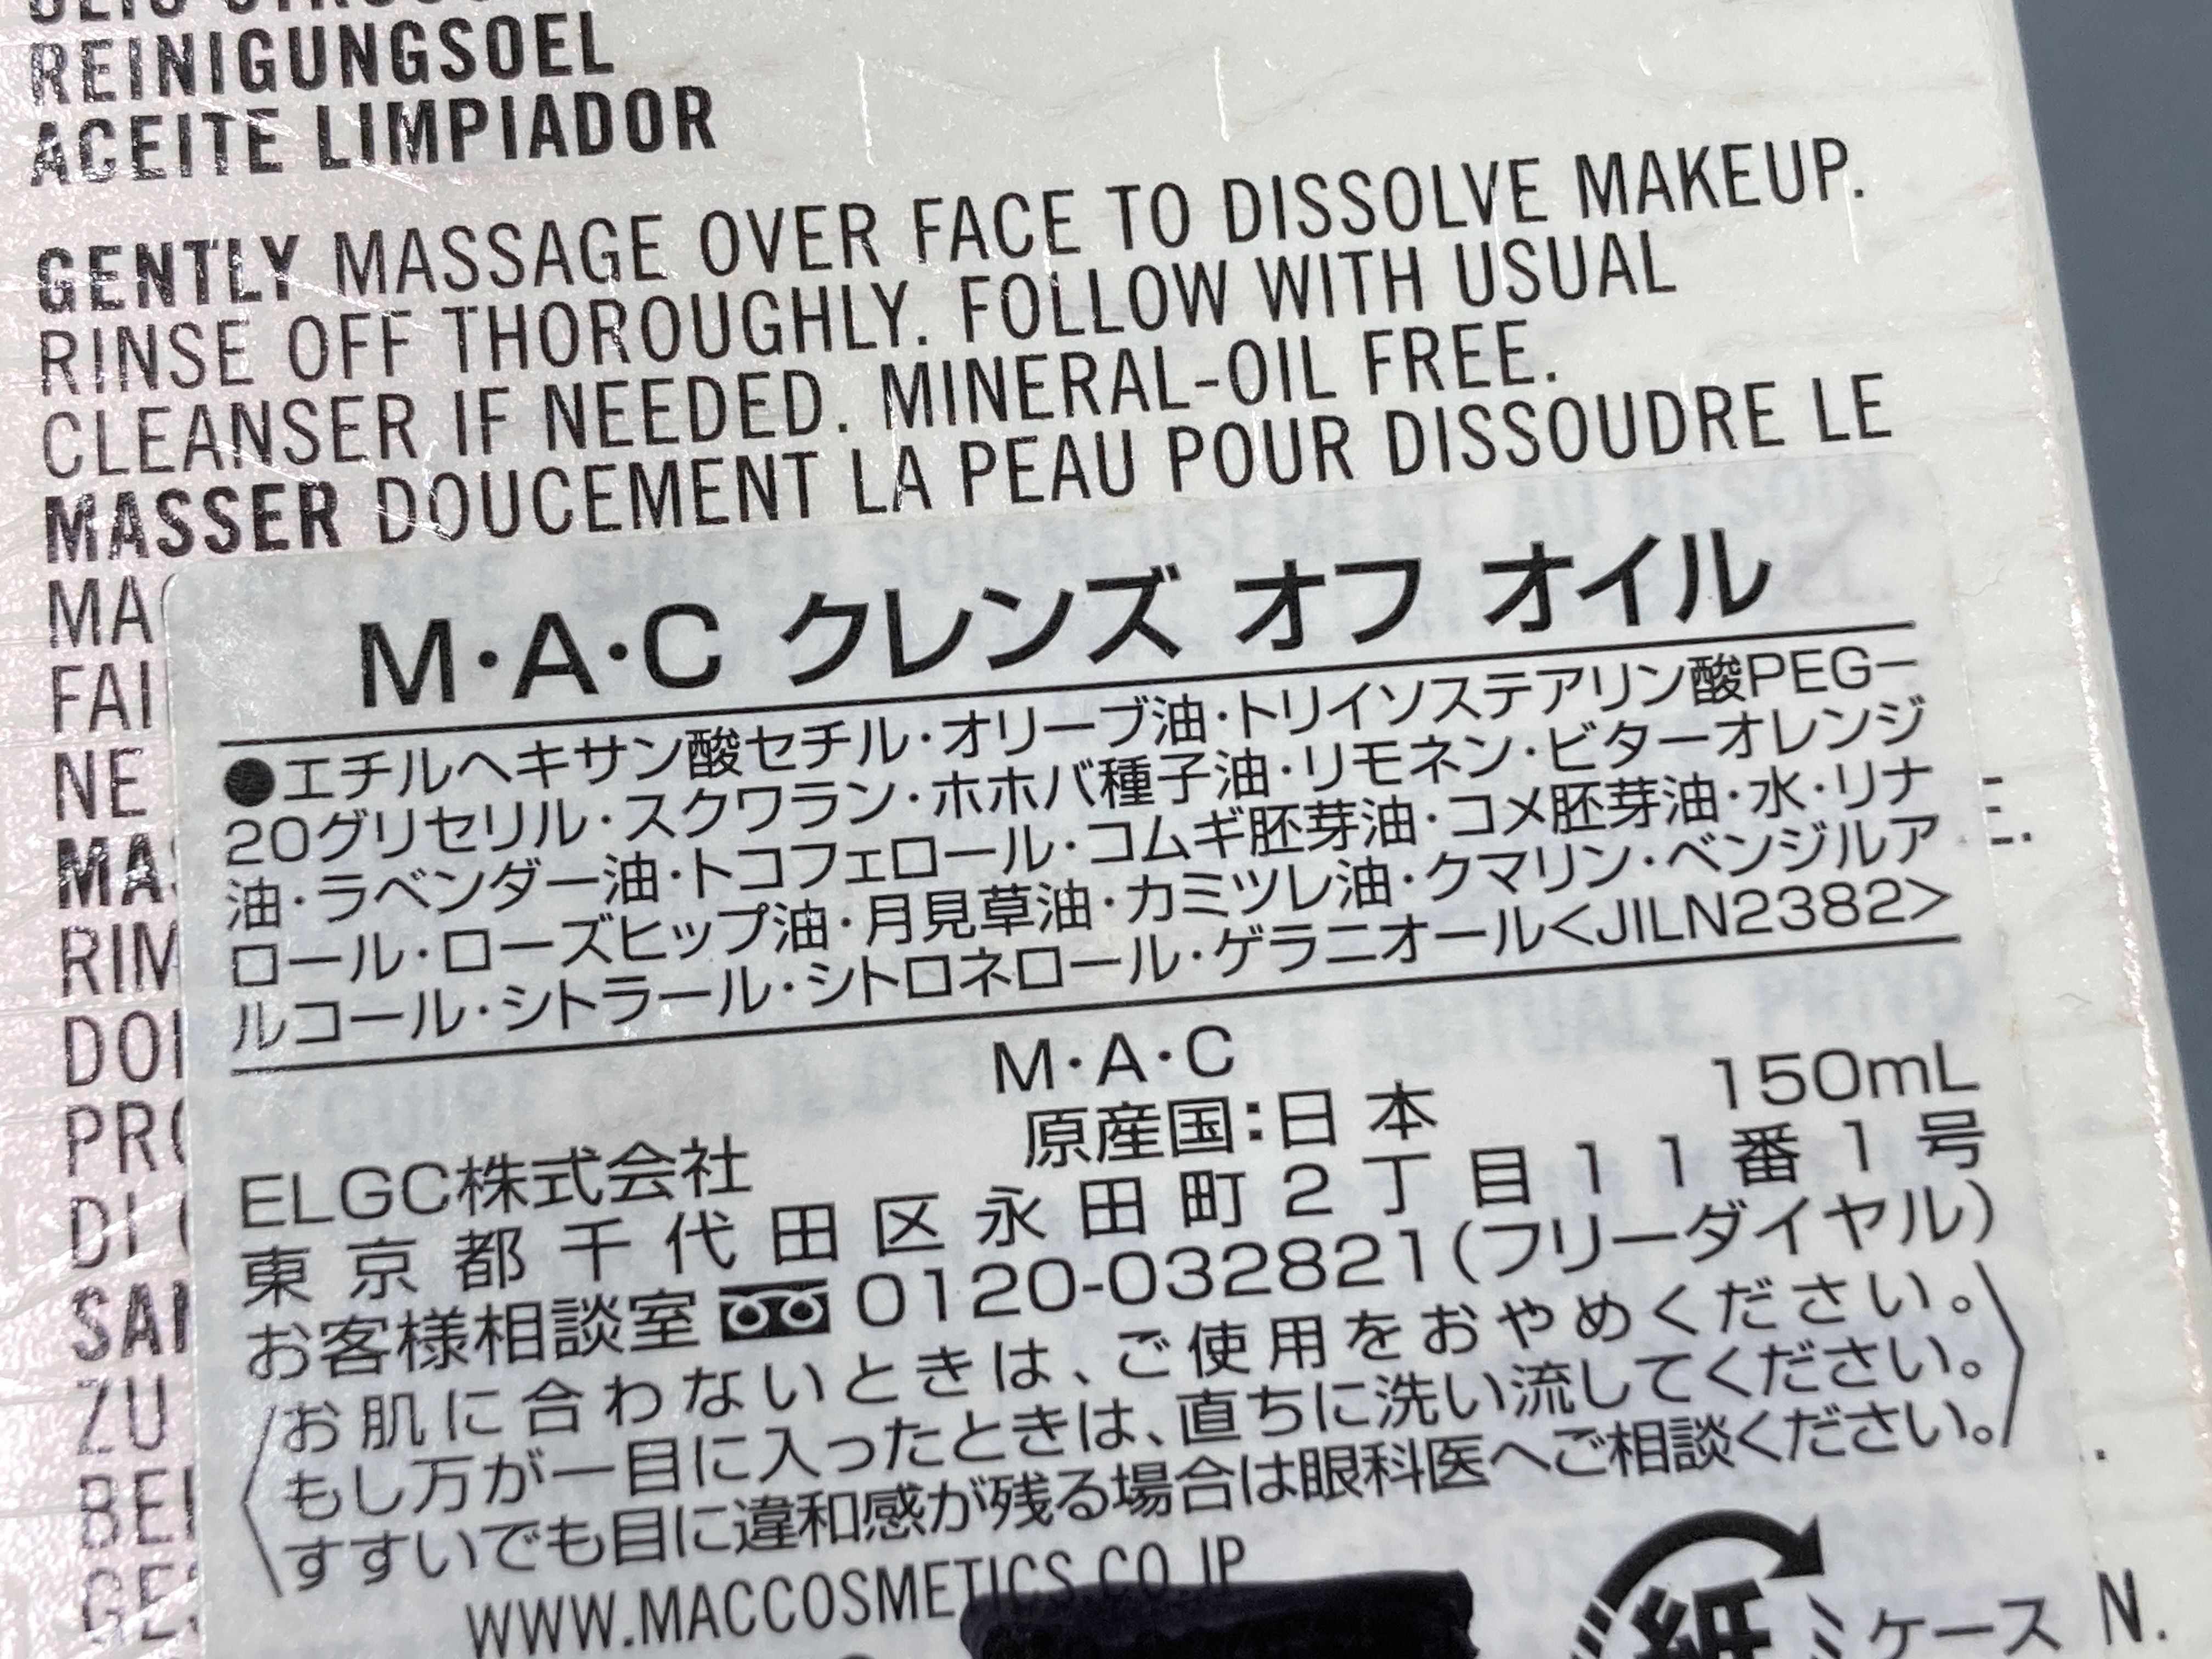 REINIGUNGSOEL
ACEITE LIMPIADOR
GENTLY MASSAGE OVER FACE TO DISSOLVE MAKEUP.
RINSE OFF THOROUGHLY. FOLLOW WITH USUAL
CLEANSER IF NEEDED. MINERAL-OIL FREE.
MASSER DOUCEMENT LA PEAU POUR DISSOUDRE LE
MA
FAI
NE
MAS
RIM
DO
PRO
DI
SAN
ZU
BEI
GES
M・A・C クレンズ オフ オイル
●エチルヘキサン酸セチル・オリーブ油・トリイソステアリン酸PEG−
20グリセリル・スクワラン・ホホバ種子油・リモネン・ビターオレンジ
油・ラベンダー油・トコフェロール・コムギ胚芽油・コメ胚芽油・水・リナ
ロール・ローズヒップ油・月見草油・カミツレ油・クマリン・ベンジルア
ルコール・シトラール・シトロネロール・ゲラニオール<JILN2382>
M・A・C
原産国:日本 150mL
ELGC株式会社
東京都千代田区永田町2丁目11番1号
お客様相談室 0120-032821(フリーダイヤル)
お肌に合わないときは、ご使用をおやめください。
もし万が一目に入ったときは、直ちに洗い流してください。
すすいでも目に違和感が残る場合は眼科医へご相談ください。
WWW.MACCOSMETICS.CO.JP
紙
ケース
N.